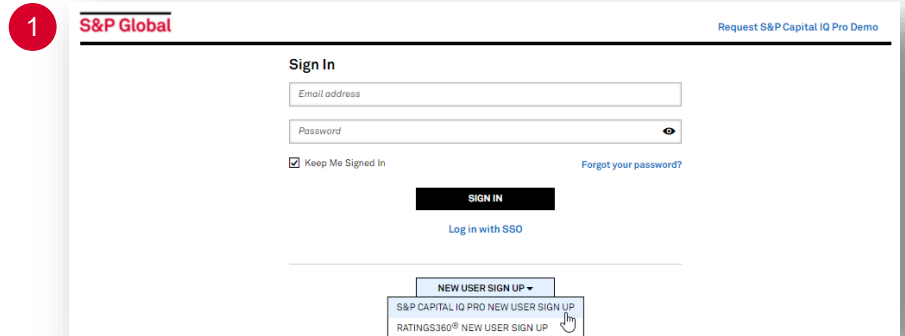 1
S&P Global
Request S&P Capital IQ Pro Demo
Sign In
Email address
Password
Keep Me Signed In
Forgot your password?
SIGN IN
Log in with SSO
NEW USER SIGN UP
S&P CAPITAL IQ PRO NEW USER SIGN UP
RATINGS360® NEW USER SIGN UP